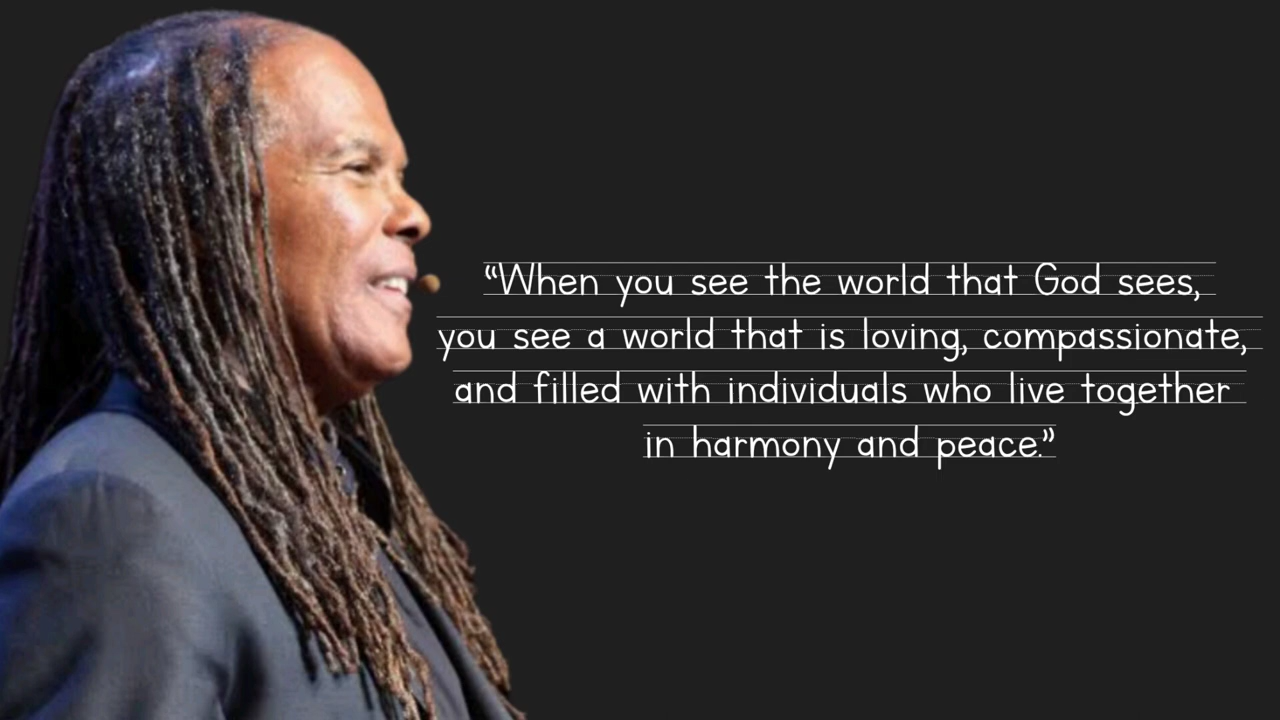 “When you see the world that God sees,
you see a world that is loving, compassionate,
and filled with individuals who live together
in harmony and peace.”